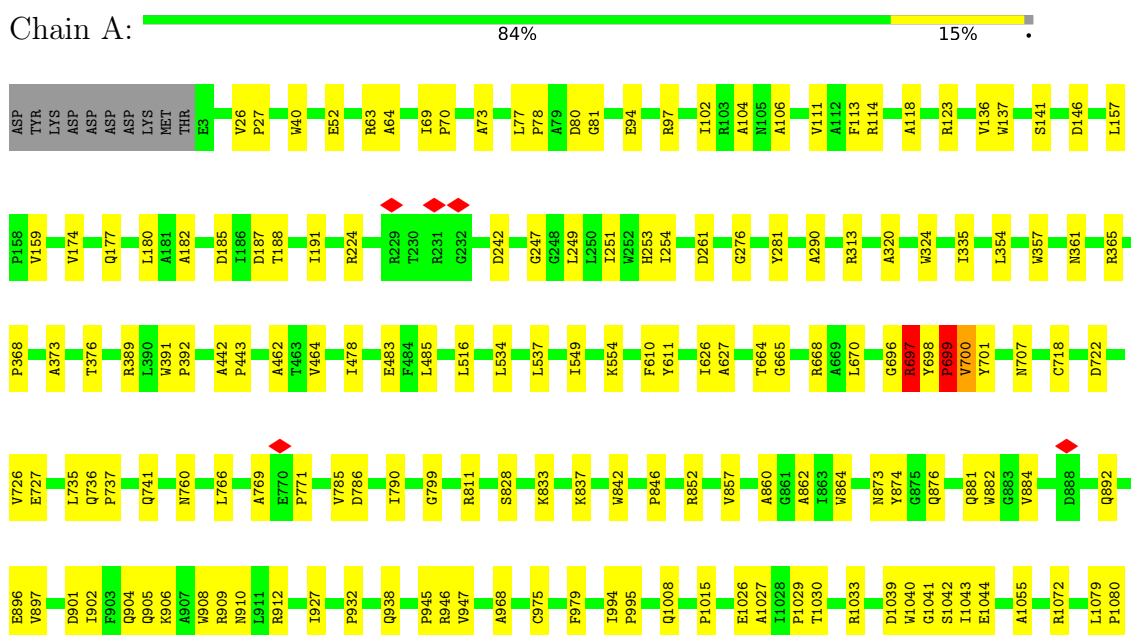 Chain A:
84% 15% •
ASP TYR LYS ASP ASP ASP ASP LYS MET THR E3 V26 P27 W40 E52 R63 A64 I69 P70 A73 L77 P78 A79 D80 G81 E94 R97 I102 R103 A104 N105 A106 V111 A112 F113 R114 A118 R123 V136 W137 S141 D146 L157
P158 V159 V174 Q177 L180 A181 A182 D185 I186 D187 T188 I191 R224 R229 T230 R231 G232 D242 G247 G248 L249 L250 I251 W252 H253 I254 D261 G276 Y281 A290 R313 A320 W324 I335 L354 W357 N361 R365
P368 A373 T376 R389 L390 W391 P392 A442 P443 A462 T463 V464 I478 E483 F484 L485 L516 L534 L537 I549 K554 F610 Y611 I626 A627 T664 G665 R668 A669 L670 G696 R697 Y698 P699 V700 Y701 N707 C718 D722
V726 E727 L735 Q736 P737 Q741 N760 L766 A769 E770 P771 V785 D786 I790 G799 R811 S828 K833 K837 W842 P846 R852 V857 A860 G861 A862 I863 W864 N873 Y874 G875 Q876 Q881 W882 G883 V884 D888 Q892
E896 V897 D901 I902 F903 Q904 Q905 K906 A907 W908 R909 N910 L911 R912 I927 P932 Q938 P945 R946 V947 A968 C975 F979 I994 P995 Q1008 P1015 E1026 A1027 I1028 P1029 T1030 R1033 D1039 W1040 G1041 S1042 I1043 E1044 A1055 R1072 L1079 P1080